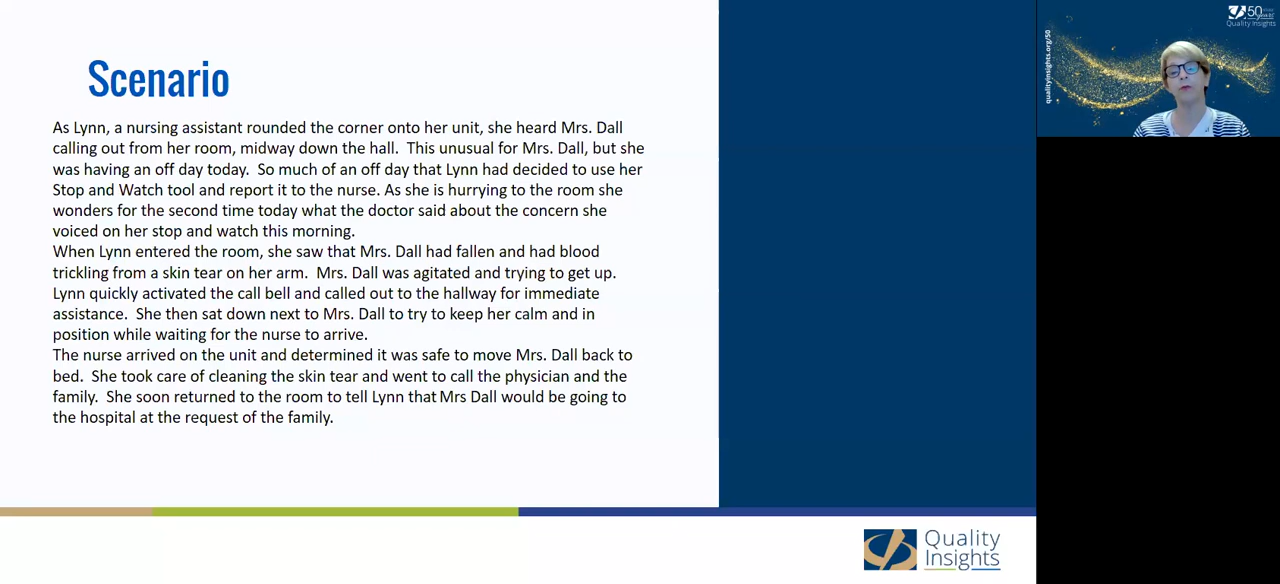 Scenario
As Lynn, a nursing assistant rounded the corner onto her unit, she heard Mrs. Dall
calling out from her room, midway down the hall.  This unusual for Mrs. Dall, but she
was having an off day today.  So much of an off day that Lynn had decided to use her
Stop and Watch tool and report it to the nurse. As she is hurrying to the room she
wonders for the second time today what the doctor said about the concern she
voiced on her stop and watch this morning.
When Lynn entered the room, she saw that Mrs. Dall had fallen and had blood
trickling from a skin tear on her arm.  Mrs. Dall was agitated and trying to get up.
Lynn quickly activated the call bell and called out to the hallway for immediate
assistance.  She then sat down next to Mrs. Dall to try to keep her calm and in
position while waiting for the nurse to arrive.
The nurse arrived on the unit and determined it was safe to move Mrs. Dall back to
bed.  She took care of cleaning the skin tear and went to call the physician and the
family.  She soon returned to the room to tell Lynn that Mrs Dall would be going to
the hospital at the request of the family.
Quality
Insights
50
Quality Insights
qualityinsights.org/50